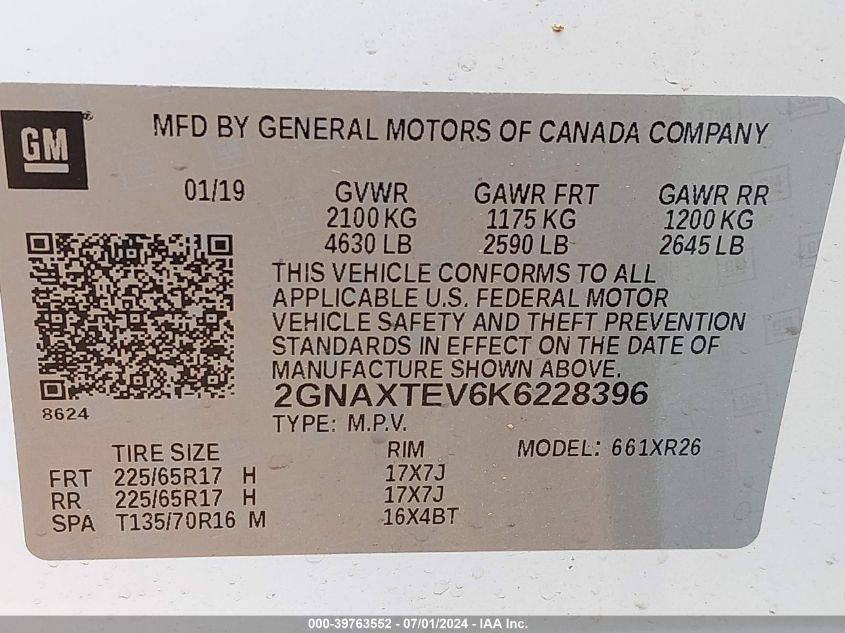 GM
MFD BY GENERAL MOTORS OF CANADA COMPANY
01/19 GVWR GAWR FRT GAWR RR
2100 KG 1175 KG 1200 KG
4630 LB 2590 LB 2645 LB
THIS VEHICLE CONFORMS TO ALL
APPLICABLE U.S. FEDERAL MOTOR
VEHICLE SAFETY AND THEFT PREVENTION
STANDARDS IN EFFECT ON THE DATE OF
MANUFACTURE SHOWN ABOVE.
2GNAXTEV6K6228396
8624
TYPE: M.P.V.
TIRE SIZE RIM MODEL: 661XR26
FRT 225/65R17 H 17X7J
RR 225/65R17 H 17X7J
SPA T135/70R16 M 16X4BT
000-39763552 / 07/01/2024 - IAA Inc.